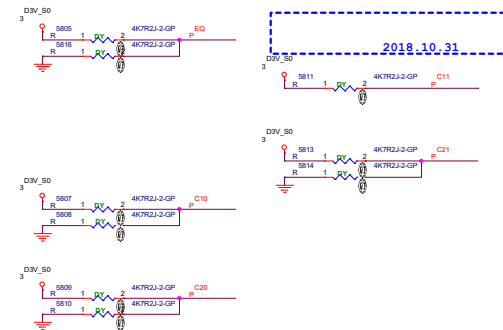 D3V_S0
3
5805
R 1 DY 2 4K7R2J-2-GP EQ
P
5816
R 1 DY 4K7R2J-2-GP
2018.10.31
D3V_S0
3
5811
R 1 DY 2 4K7R2J-2-GP C11
P
D3V_S0
3
5813
R 1 DY 2 4K7R2J-2-GP C21
P
5814
R 1 DY 4K7R2J-2-GP
D3V_S0
3
5807
R 1 DY 2 4K7R2J-2-GP C10
P
5808
R 1 DY 4K7R2J-2-GP
D3V_S0
3
5809
R 1 DY 2 4K7R2J-2-GP C20
P
5810
R 1 DY 4K7R2J-2-GP